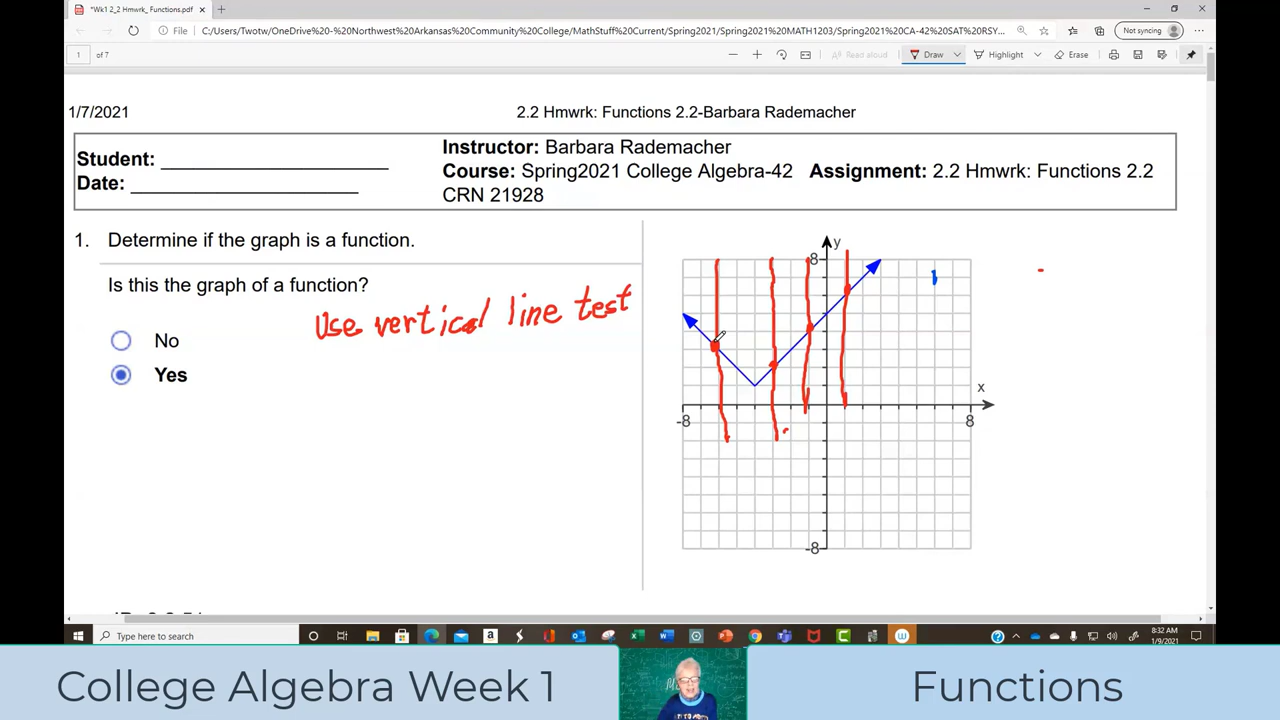 *Wk1 2_2 Hmwrk_ Functions.pdf
File C:/Users/Twotw/OneDrive%20-%20Northwest%20Arkansas%20Community%20College/MathStuff%20Current/Spring2021/Spring2021%20MATH1203/Spring2021%20CA-42%20SAT%20RSY... Not syncing
1 of 7 Read aloud Draw Highlight Erase
1/7/2021 2.2 Hmwrk: Functions 2.2-Barbara Rademacher
Student: Instructor: Barbara Rademacher
Date: Course: Spring2021 College Algebra-42 Assignment: 2.2 Hmwrk: Functions 2.2
CRN 21928
1. Determine if the graph is a function.
Is this the graph of a function?
Use vertical line test
No
Yes
y
8
x
-8 8
-8
Type here to search
8:32 AM
1/9/2021
College Algebra Week 1 Functions